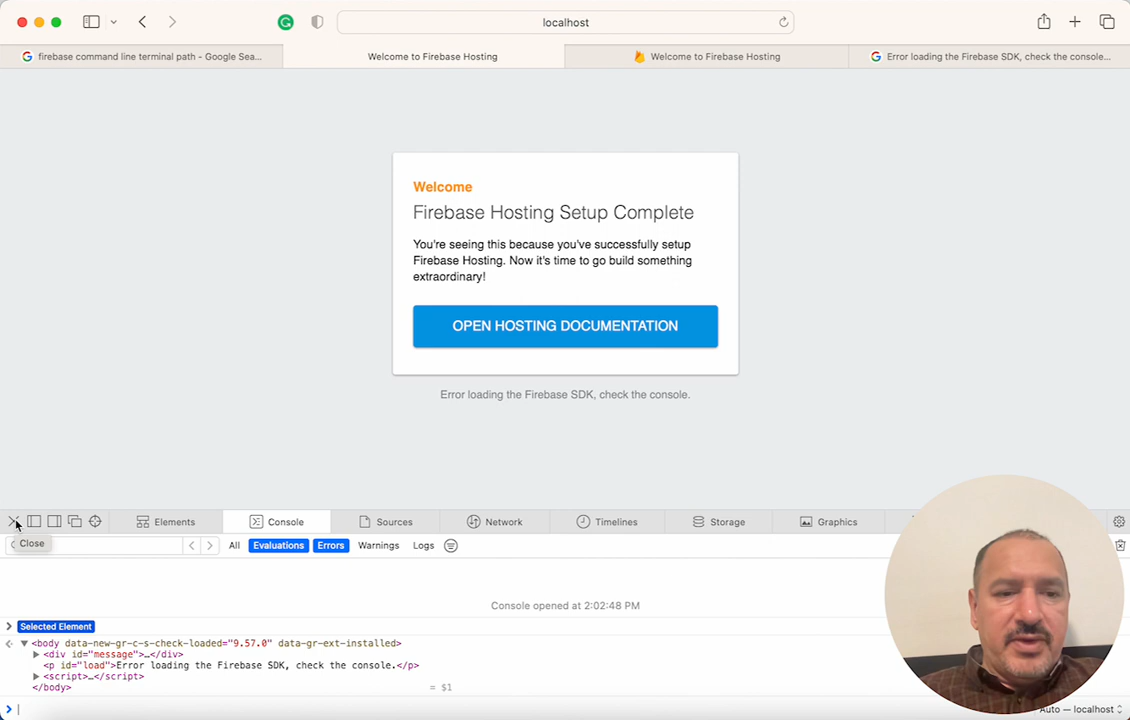 localhost
firebase command line terminal path - Google Sea...
Welcome to Firebase Hosting
Welcome to Firebase Hosting
Error loading the Firebase SDK, check the console...
Welcome
Firebase Hosting Setup Complete
You're seeing this because you've successfully setup
Firebase Hosting. Now it's time to go build something
extraordinary!
OPEN HOSTING DOCUMENTATION
Error loading the Firebase SDK, check the console.
Elements
Console
Sources
Network
Timelines
Storage
Graphics
Close
All
Evaluations
Errors
Warnings
Logs
Console opened at 2:02:48 PM
Selected Element
<body data-new-gr-c-s-check-loaded="9.57.0" data-gr-ext-installed>
<div id="message">…</div>
<p id="load">Error loading the Firebase SDK, check the console.</p>
<script>…</script>
</body>
= $1
Auto — localhost